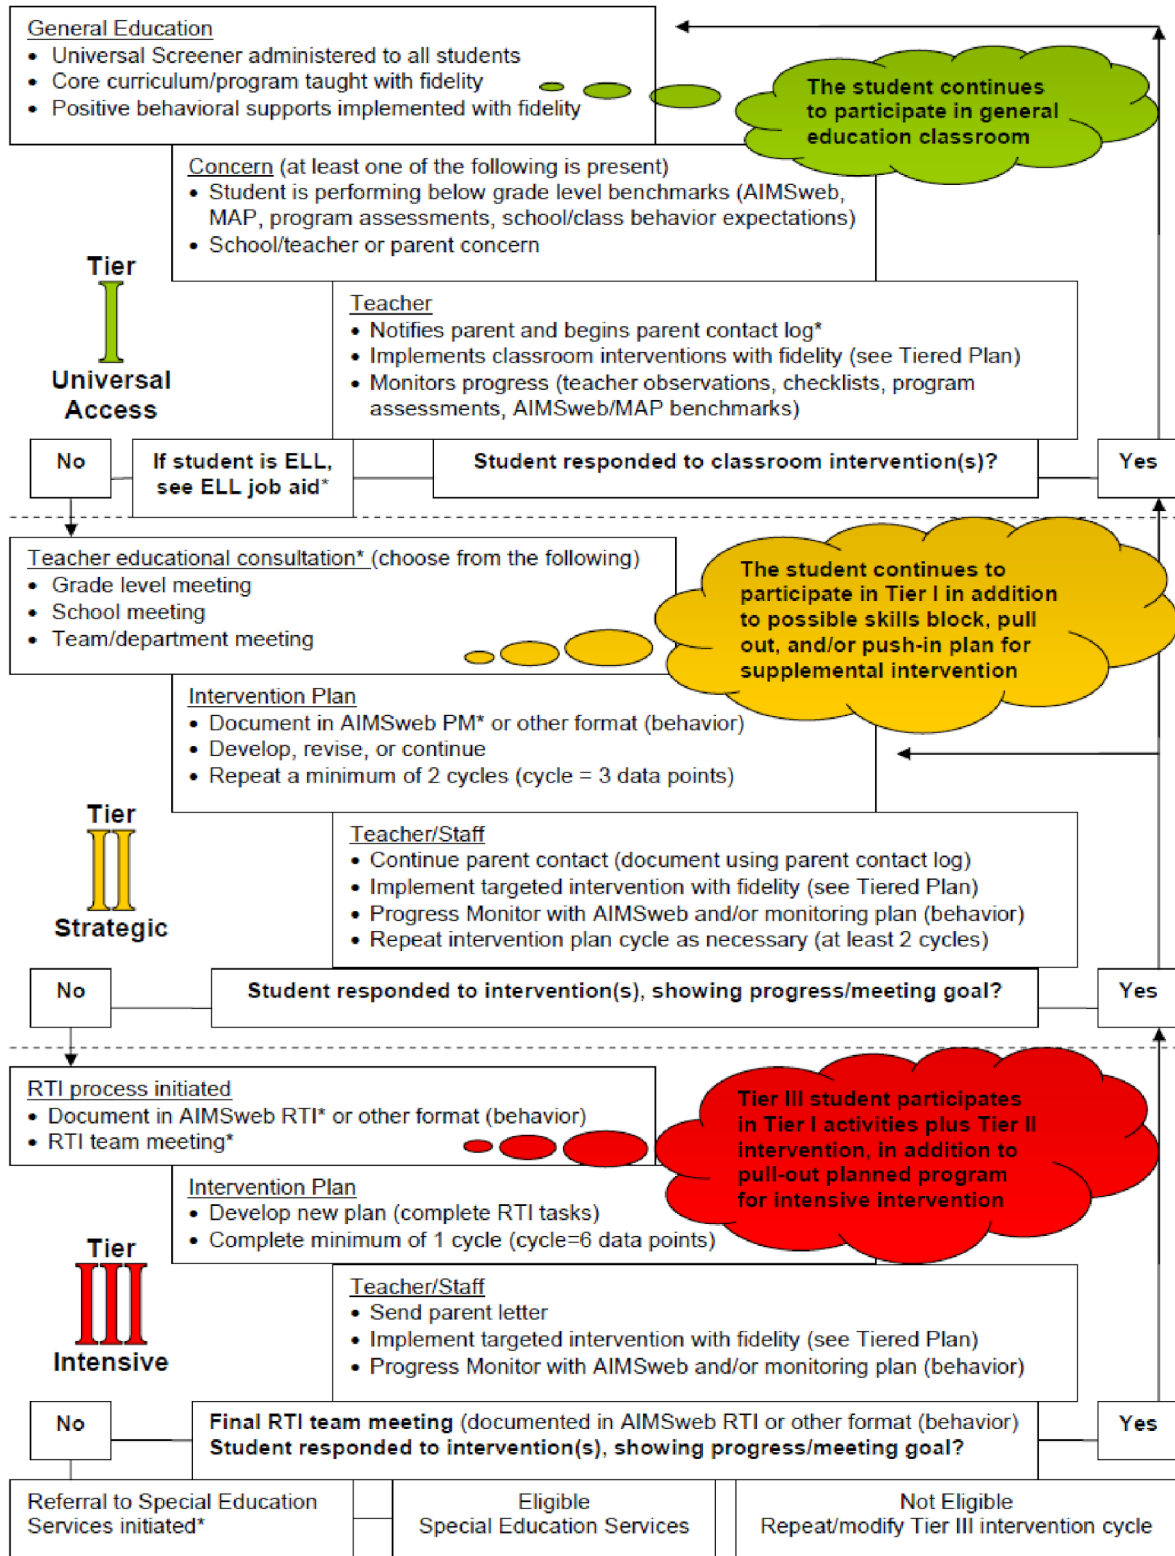 General Education
• Universal Screener administered to all students
• Core curriculum/program taught with fidelity
• Positive behavioral supports implemented with fidelity
The student continues
to participate in general
education classroom
Concern (at least one of the following is present)
• Student is performing below grade level benchmarks (AIMSweb,
MAP, program assessments, school/class behavior expectations)
• School/teacher or parent concern
Tier
I
Universal
Access
Teacher
• Notifies parent and begins parent contact log*
• Implements classroom interventions with fidelity (see Tiered Plan)
• Monitors progress (teacher observations, checklists, program
assessments, AIMSweb/MAP benchmarks)
No
If student is ELL,
see ELL job aid*
Student responded to classroom intervention(s)?
Yes
Teacher educational consultation* (choose from the following)
• Grade level meeting
• School meeting
• Team/department meeting
The student continues to
participate in Tier I in addition
to possible skills block, pull
out, and/or push-in plan for
supplemental intervention
Intervention Plan
• Document in AIMSweb PM* or other format (behavior)
• Develop, revise, or continue
• Repeat a minimum of 2 cycles (cycle = 3 data points)
Tier
II
Strategic
Teacher/Staff
• Continue parent contact (document using parent contact log)
• Implement targeted intervention with fidelity (see Tiered Plan)
• Progress Monitor with AIMSweb and/or monitoring plan (behavior)
• Repeat intervention plan cycle as necessary (at least 2 cycles)
No
Student responded to intervention(s), showing progress/meeting goal?
Yes
RTI process initiated
• Document in AIMSweb RTI* or other format (behavior)
• RTI team meeting*
Tier III student participates
in Tier I activities plus Tier II
intervention, in addition to
pull-out planned program
for intensive intervention
Intervention Plan
• Develop new plan (complete RTI tasks)
• Complete minimum of 1 cycle (cycle=6 data points)
Tier
III
Intensive
Teacher/Staff
• Send parent letter
• Implement targeted intervention with fidelity (see Tiered Plan)
• Progress Monitor with AIMSweb and/or monitoring plan (behavior)
No
Final RTI team meeting (documented in AIMSweb RTI or other format (behavior)
Student responded to intervention(s), showing progress/meeting goal?
Yes
Referral to Special Education
Services initiated*
Eligible
Special Education Services
Not Eligible
Repeat/modify Tier III intervention cycle